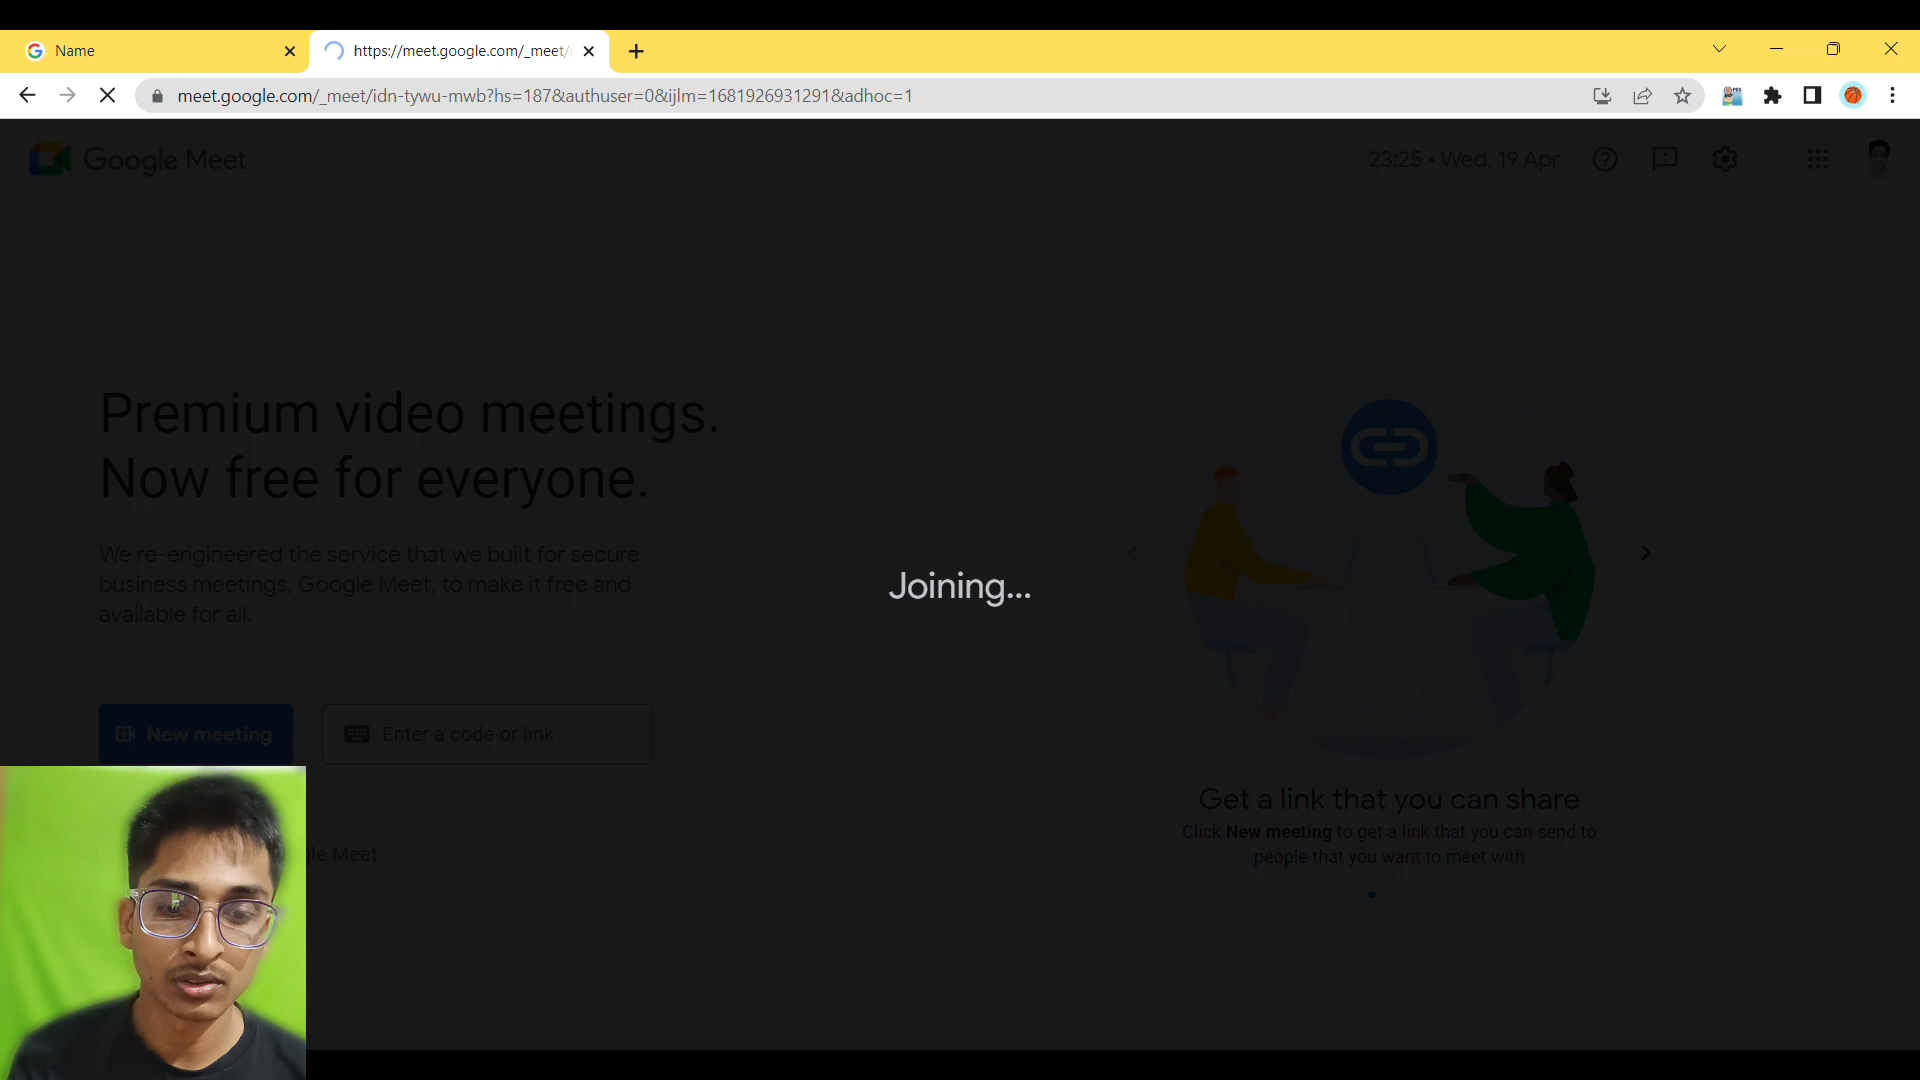 Name
https://meet.google.com/_meet/
meet.google.com/_meet/idn-tywu-mwb?hs=187&authuser=0&ijlm=1681926931291&adhoc=1
Google Meet
23:25 • Wed, 19 Apr
Premium video meetings.
Now free for everyone.
We re-engineered the service that we built for secure
business meetings, Google Meet, to make it free and
available for all.
Joining...
New meeting
Enter a code or link
gle Meet
Get a link that you can share
Click New meeting to get a link that you can send to
people that you want to meet with